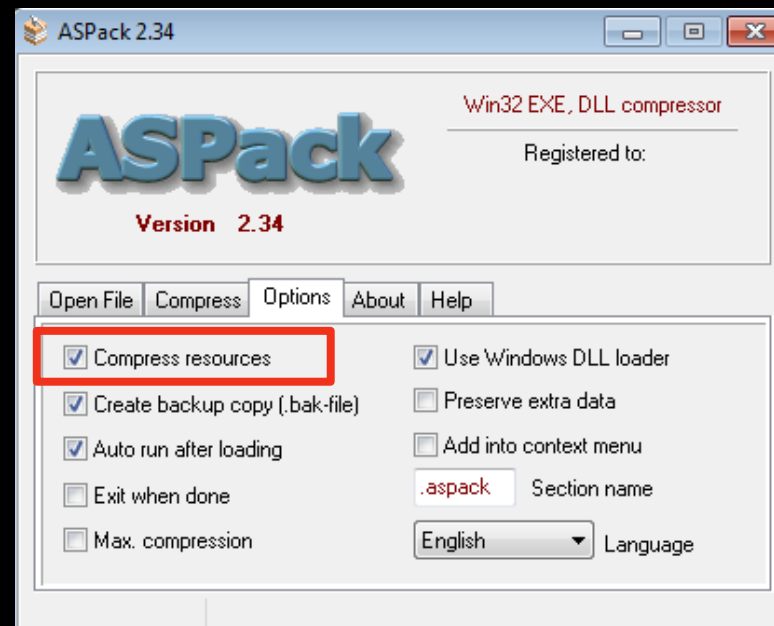 ASPack 2.34
ASPack
Version 2.34
Win32 EXE, DLL compressor
Registered to:
Open File
Compress
Options
About
Help
Compress resources
Create backup copy (.bak-file)
Auto run after loading
Exit when done
Max. compression
Use Windows DLL loader
Preserve extra data
Add into context menu
.aspack Section name
English Language